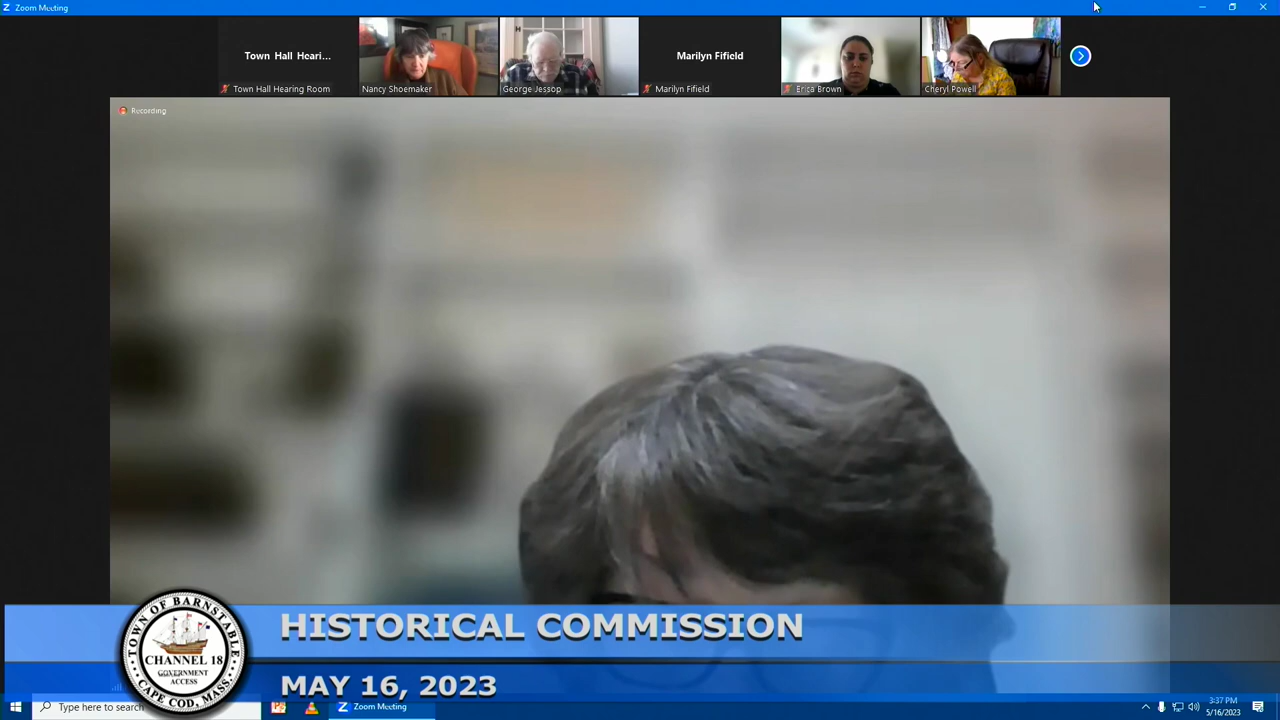 Zoom Meeting
Town Hall Heari...
Marilyn Fifield
Town Hall Hearing Room
Nancy Shoemaker
George Jessop
Marilyn Fifield
Erica Brown
Cheryl Powell
Recording
HISTORICAL COMMISSION
TOWN OF BARNSTABLE
CHANNEL 18
GOVERNMENT
ACCESS
CAPE COD, MASS.
MAY 16, 2023
Type here to search
Zoom Meeting
3:37 PM
5/16/2023